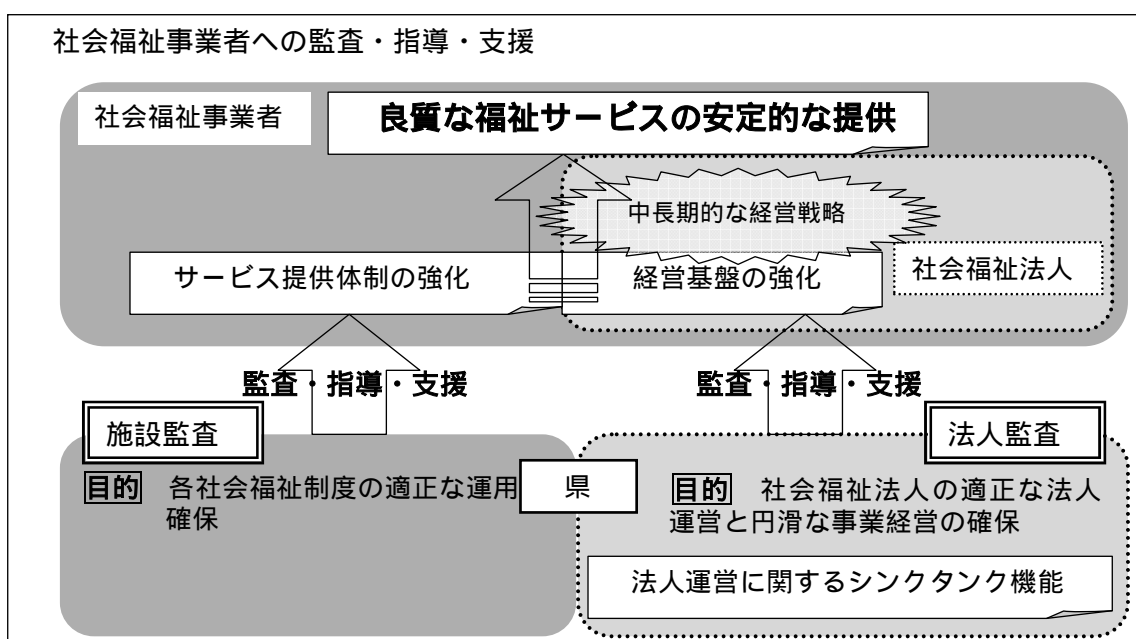 社会福祉事業者への監査・指導・支援
社会福祉事業者
良質な福祉サービスの安定的な提供
中長期的な経営戦略
サービス提供体制の強化
経営基盤の強化
社会福祉法人
監査・指導・支援
監査・指導・支援
施設監査
目的 各社会福祉制度の適正な運用
確保
県
法人監査
目的 社会福祉法人の適正な法人
運営と円滑な事業経営の確保
法人運営に関するシンクタンク機能